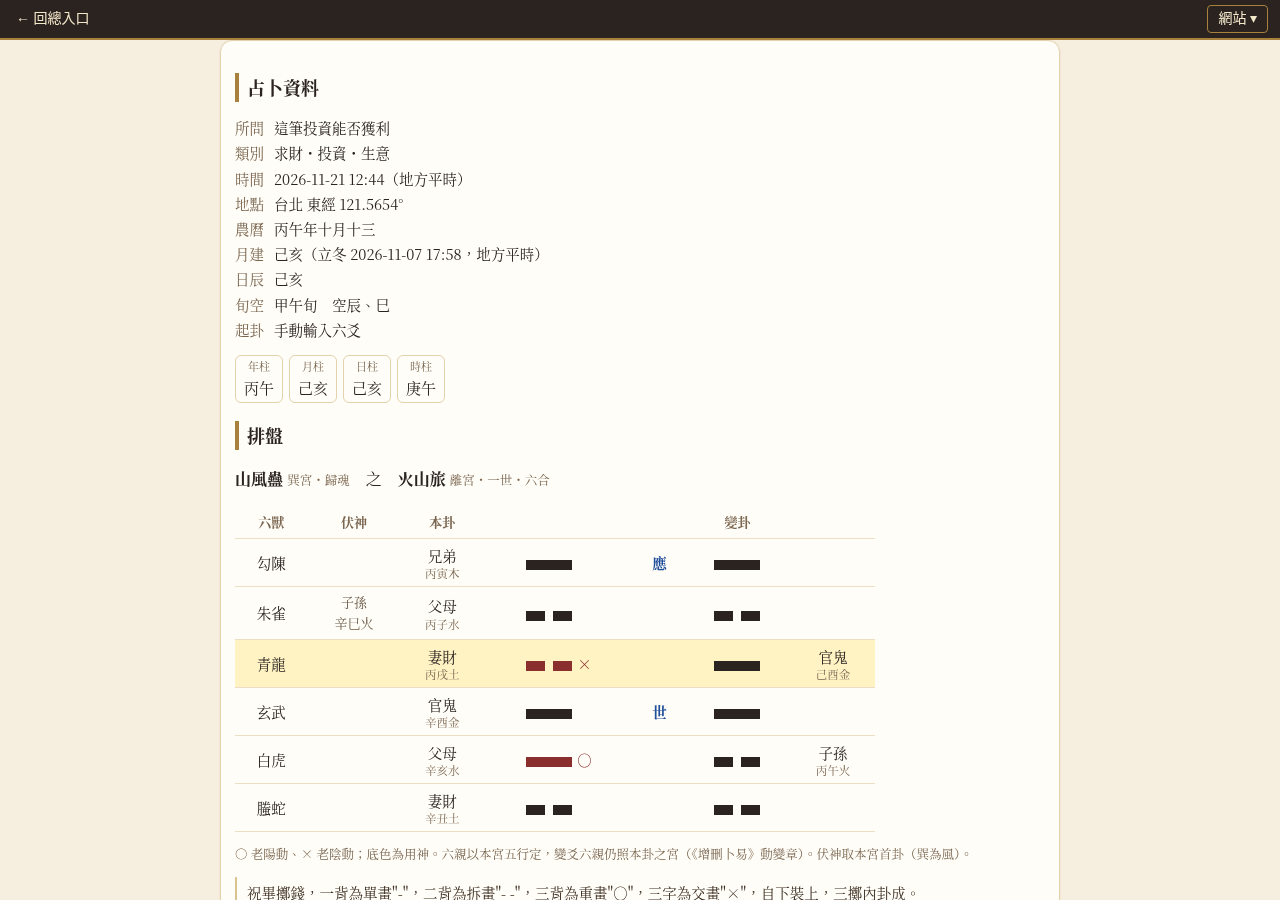 ← 回總入口
網站 ▾
占卜資料
所問 這筆投資能否獲利
類別 求財・投資・生意
時間 2026-11-21 12:44（地方平時）
地點 台北 東經 121.5654°
農曆 丙午年十月十三
月建 己亥（立冬 2026-11-07 17:58，地方平時）
日辰 己亥
旬空 甲午旬　空辰、巳
起卦 手動輸入六爻
年柱 月柱 日柱 時柱
丙午 己亥 己亥 庚午
排盤
山風蠱 巽宮・歸魂　之　火山旅 離宮・一世・六合
六獸 伏神 本卦 變卦
勾陳 兄弟 應
丙寅木
朱雀 子孫 父母
辛巳火 丙子水
青龍 妻財 × 官鬼
丙戌土 己酉金
玄武 官鬼 世
辛酉金
白虎 父母 ○ 子孫
辛亥水 丙午火
螣蛇 妻財
辛丑土
○ 老陽動、× 老陰動；底色為用神。六親以本宮五行定，變爻六親仍照本卦之宮（《增刪卜易》動變章）。伏神取本宮首卦（巽為風）。
祝畢擲錢，一背為單畫"-"，二背為拆畫"- -"，三背為重畫"○"，三字為交畫"×"，自下裝上，三擲內卦成。